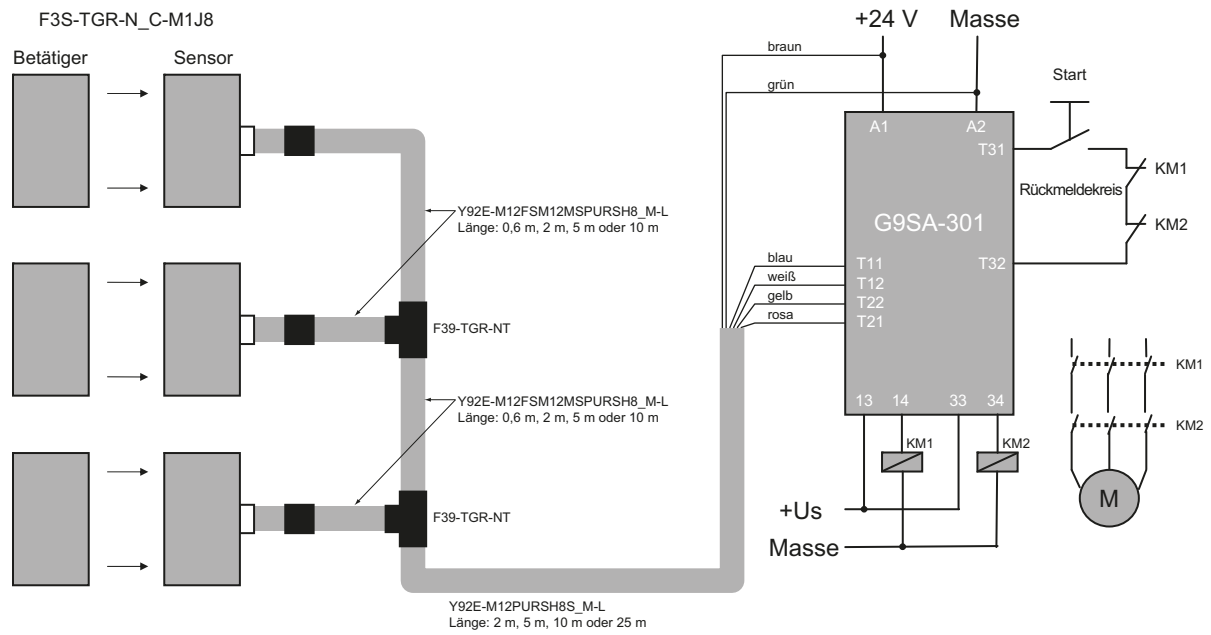 F3S-TGR-N_C-M1J8
Betätiger
Sensor
Y92E-M12FSM12MSPURSH8_M-L
Länge: 0,6 m, 2 m, 5 m oder 10 m
F39-TGR-NT
Y92E-M12FSM12MSPURSH8_M-L
Länge: 0,6 m, 2 m, 5 m oder 10 m
F39-TGR-NT
Y92E-M12PURSH8S_M-L
Länge: 2 m, 5 m, 10 m oder 25 m
+24 V
Masse
braun
grün
A1
A2
Start
T31
KM1
Rückmeldekreis
G9SA-301
KM2
T32
blau
T11
weiß
T12
gelb
T22
rosa
T21
13
14
33
34
KM1
KM2
+Us
Masse
KM1
KM2
M